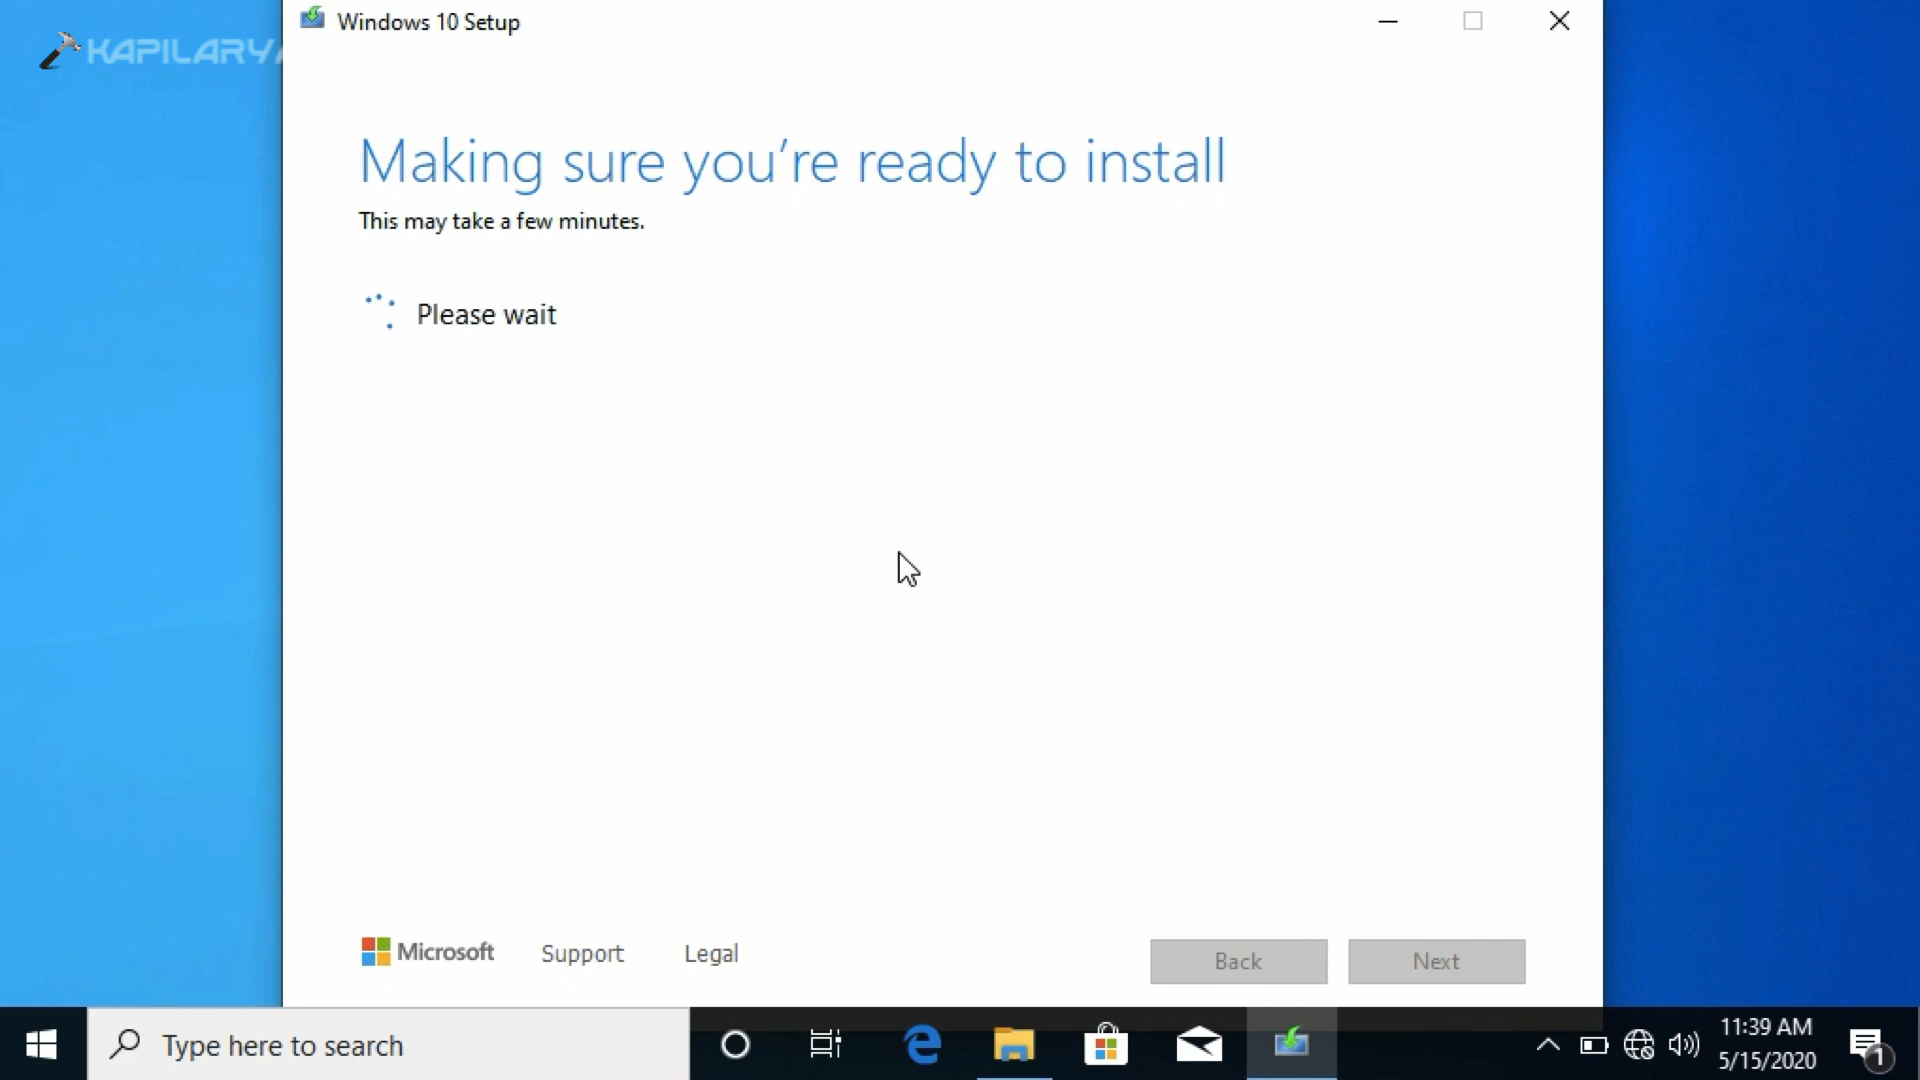 Windows 10 Setup
Making sure you're ready to install
This may take a few minutes.
Please wait
Microsoft
Support
Legal
Back
Next
Type here to search
11:39 AM
5/15/2020
1